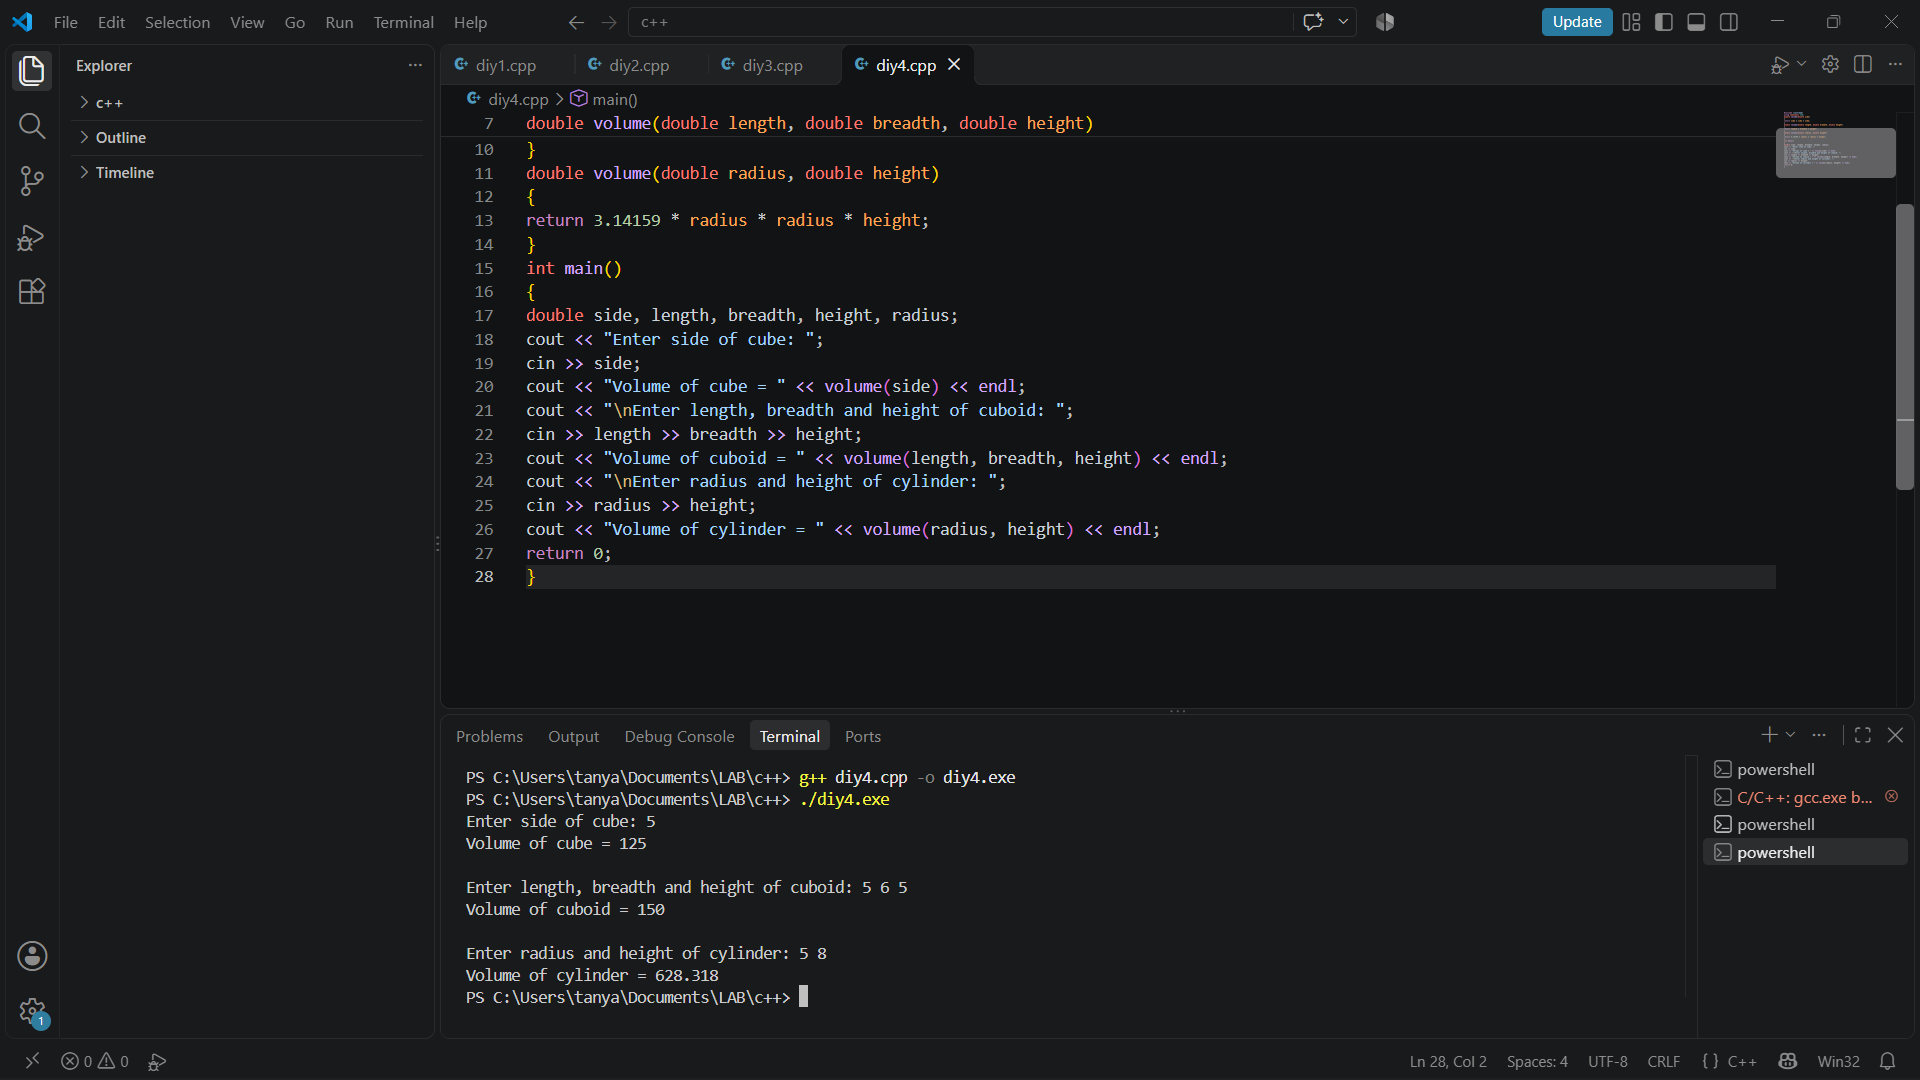 File Edit Selection View Go Run Terminal Help
c++
Update
Explorer
c++
Outline
Timeline
diy1.cpp
diy2.cpp
diy3.cpp
diy4.cpp
diy4.cpp > main()
7 double volume(double length, double breadth, double height)
10 }
11 double volume(double radius, double height)
12 {
13 return 3.14159 * radius * radius * height;
14 }
15 int main()
16 {
17 double side, length, breadth, height, radius;
18 cout << "Enter side of cube: ";
19 cin >> side;
20 cout << "Volume of cube = " << volume(side) << endl;
21 cout << "\nEnter length, breadth and height of cuboid: ";
22 cin >> length >> breadth >> height;
23 cout << "Volume of cuboid = " << volume(length, breadth, height) << endl;
24 cout << "\nEnter radius and height of cylinder: ";
25 cin >> radius >> height;
26 cout << "Volume of cylinder = " << volume(radius, height) << endl;
27 return 0;
28 }
Problems Output Debug Console Terminal Ports
PS C:\Users\tanya\Documents\LAB\c++> g++ diy4.cpp -o diy4.exe
PS C:\Users\tanya\Documents\LAB\c++> ./diy4.exe
Enter side of cube: 5
Volume of cube = 125
Enter length, breadth and height of cuboid: 5 6 5
Volume of cuboid = 150
Enter radius and height of cylinder: 5 8
Volume of cylinder = 628.318
PS C:\Users\tanya\Documents\LAB\c++>
powershell
C/C++: gcc.exe b...
powershell
powershell
1
0 0
Ln 28, Col 2 Spaces: 4 UTF-8 CRLF {} C++ Win32